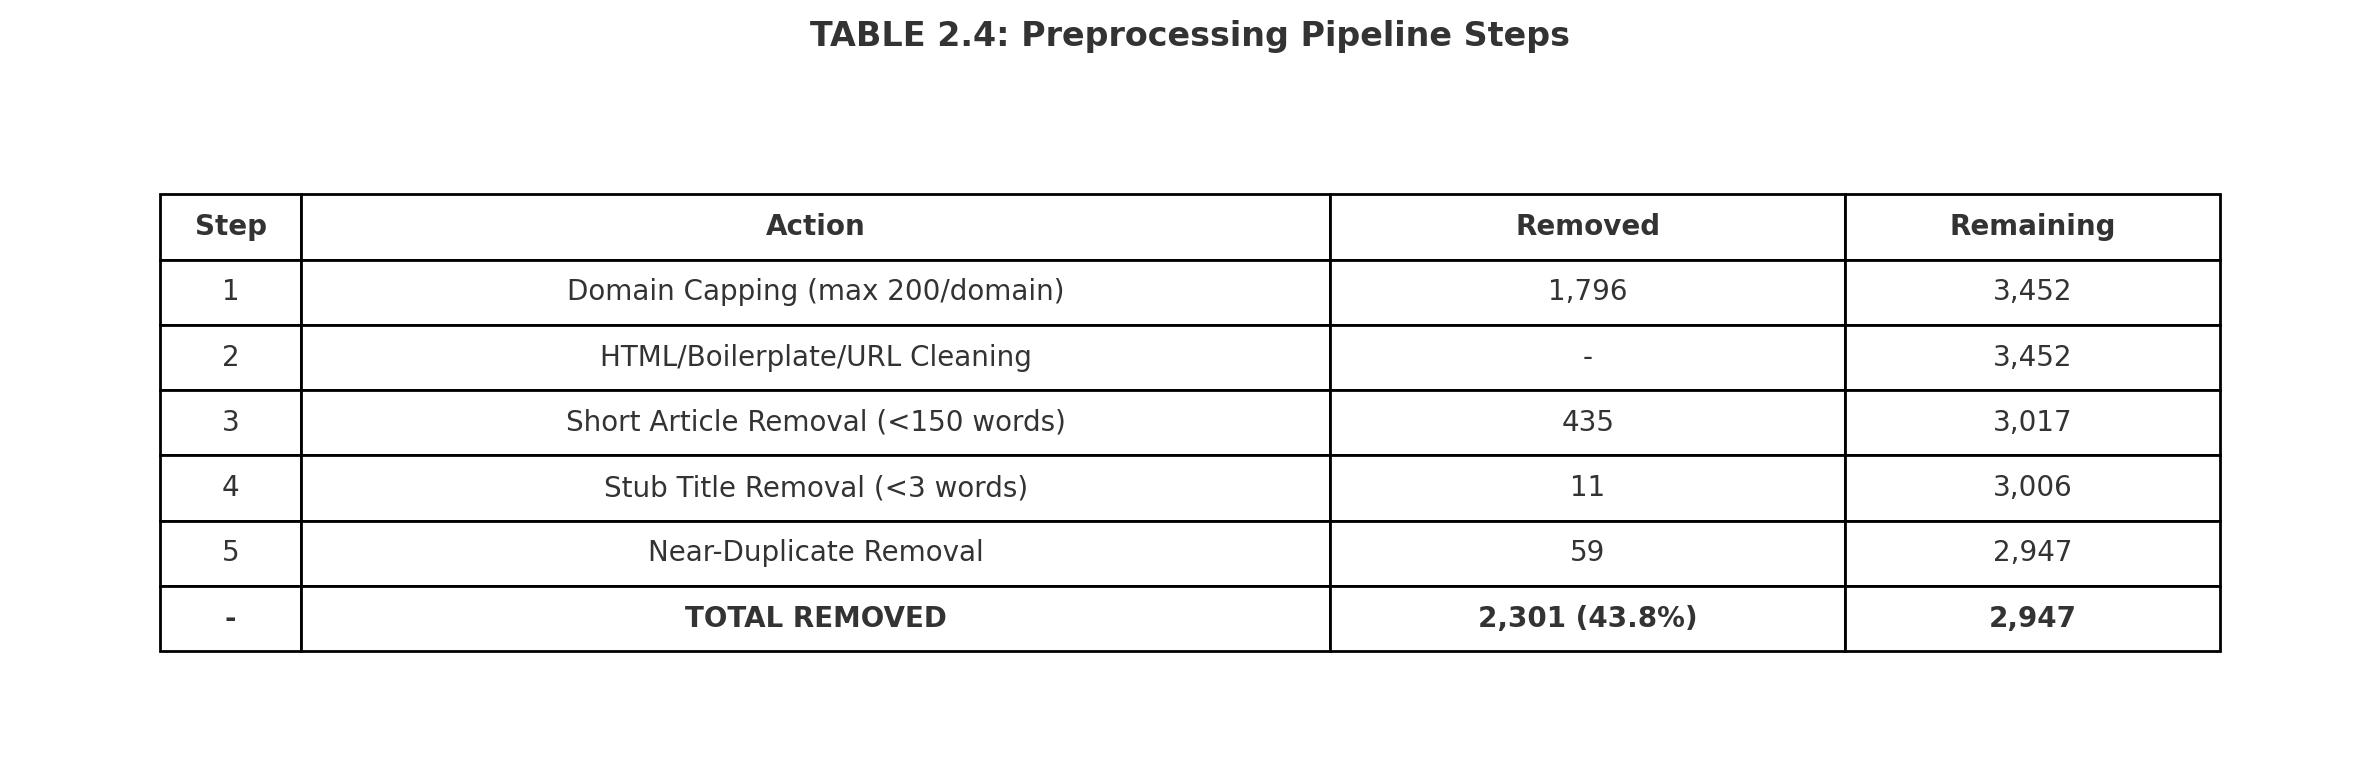 TABLE 2.4: Preprocessing Pipeline Steps
Step Action Removed Remaining
1 Domain Capping (max 200/domain) 1,796 3,452
2 HTML/Boilerplate/URL Cleaning - 3,452
3 Short Article Removal (<150 words) 435 3,017
4 Stub Title Removal (<3 words) 11 3,006
5 Near-Duplicate Removal 59 2,947
- TOTAL REMOVED 2,301 (43.8%) 2,947